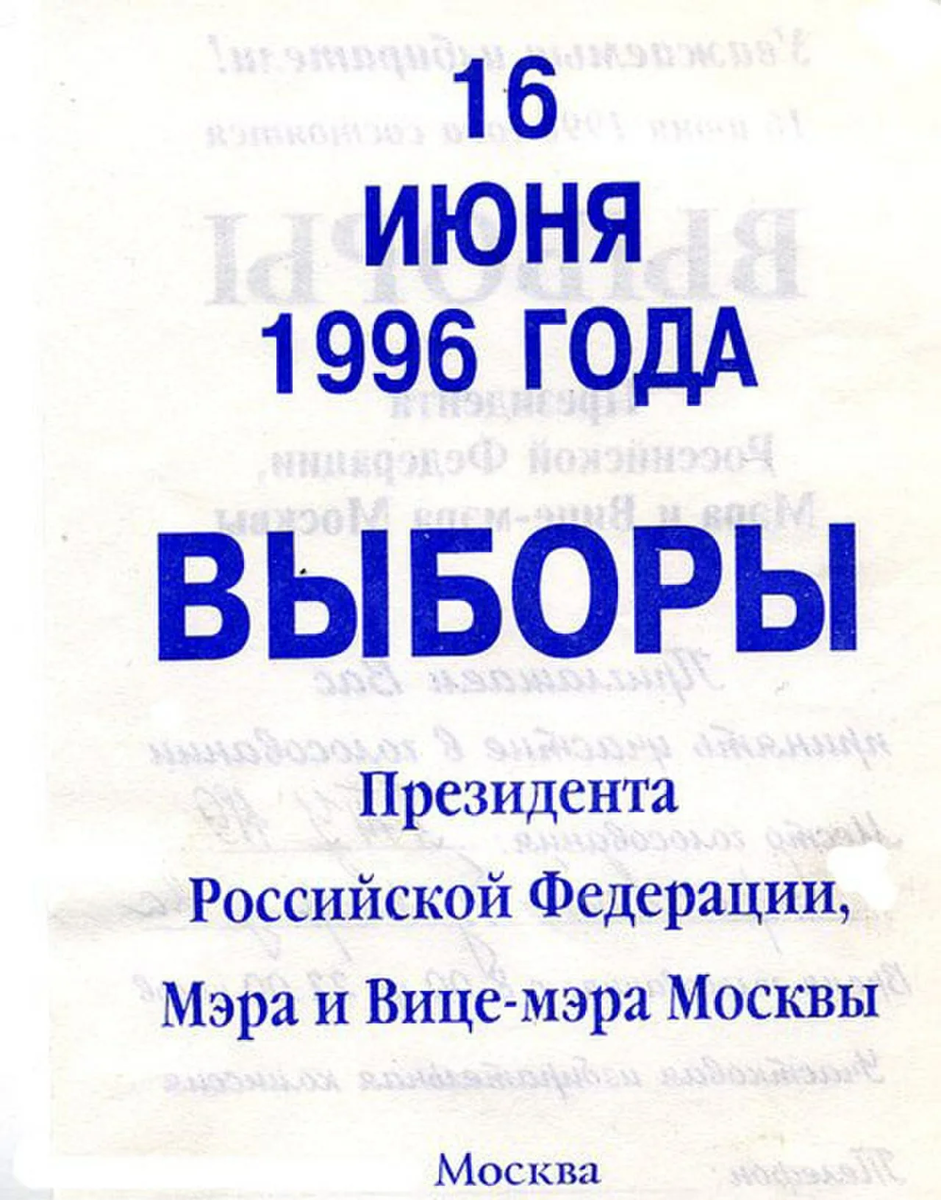 16
ИЮНЯ
1996 ГОДА
ВЫБОРЫ
Президента
Российской Федерации,
Мэра и Вице-мэра Москвы
Москва